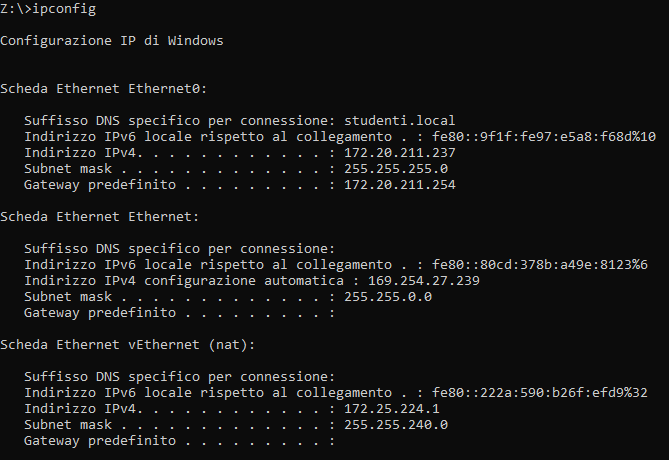 Z:\>ipconfig
Configurazione IP di Windows
Scheda Ethernet Ethernet0:
Suffisso DNS specifico per connessione: studenti.local
Indirizzo IPv6 locale rispetto al collegamento . : fe80::9f1f:fe97:e5a8:f68d%10
Indirizzo IPv4. . . . . . . . . . . . : 172.20.211.237
Subnet mask . . . . . . . . . . . . . : 255.255.255.0
Gateway predefinito . . . . . . . . . : 172.20.211.254
Scheda Ethernet Ethernet:
Suffisso DNS specifico per connessione:
Indirizzo IPv6 locale rispetto al collegamento . : fe80::80cd:378b:a49e:8123%6
Indirizzo IPv4 configurazione automatica : 169.254.27.239
Subnet mask . . . . . . . . . . . . . : 255.255.0.0
Gateway predefinito . . . . . . . . . :
Scheda Ethernet vEthernet (nat):
Suffisso DNS specifico per connessione:
Indirizzo IPv6 locale rispetto al collegamento . : fe80::222a:590:b26f:efd9%32
Indirizzo IPv4. . . . . . . . . . . . : 172.25.224.1
Subnet mask . . . . . . . . . . . . . : 255.255.240.0
Gateway predefinito . . . . . . . . . :